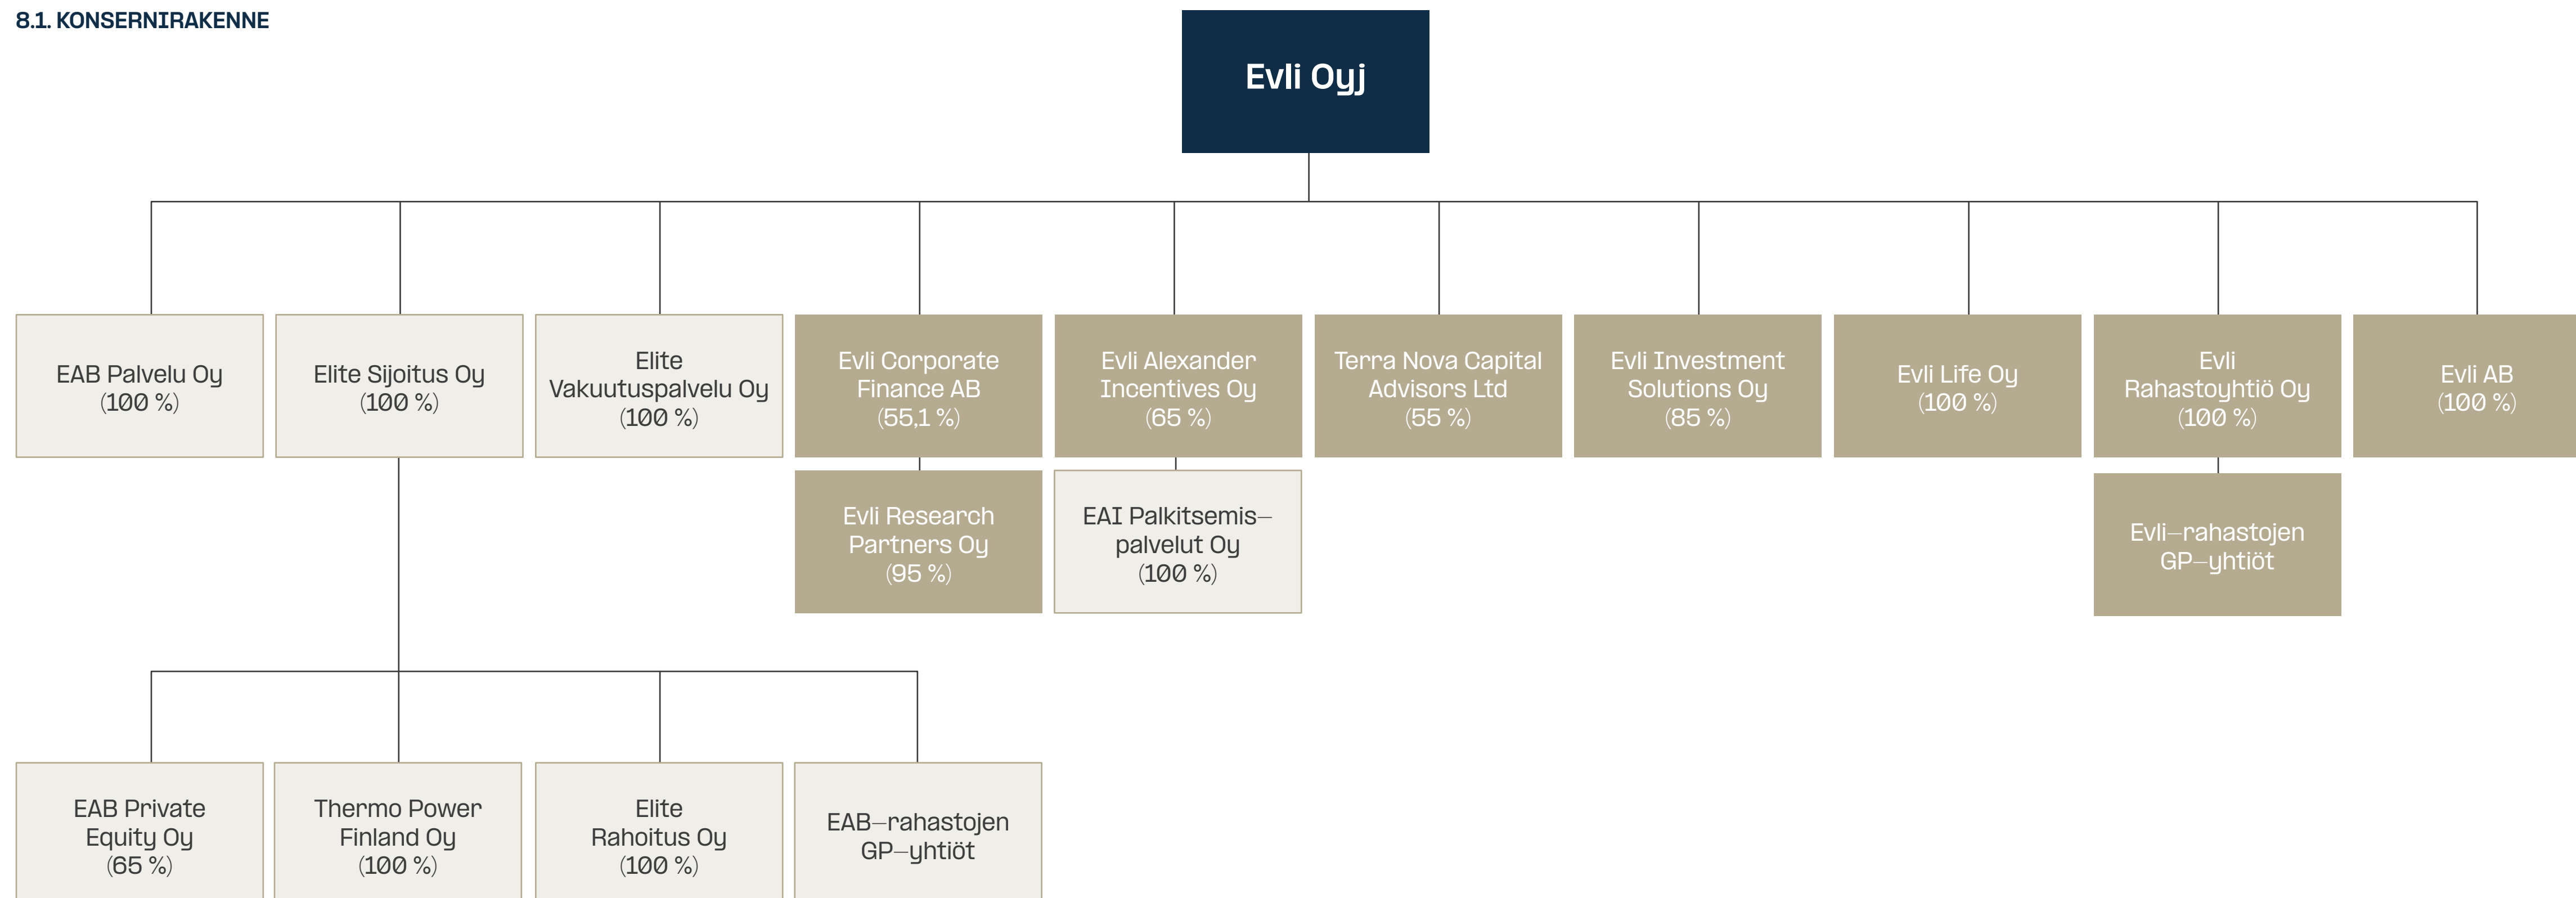 8.1. KONSERNIRAKENNE
Evli Oyj
EAB Palvelu Oy
(100 %)
Elite Sijoitus Oy
(100 %)
Elite
Vakuutuspalvelu Oy
(100 %)
Evli Corporate
Finance AB
(55,1 %)
Evli Alexander
Incentives Oy
(65 %)
Terra Nova Capital
Advisors Ltd
(55 %)
Evli Investment
Solutions Oy
(85 %)
Evli Life Oy
(100 %)
Evli
Rahastoyhtiö Oy
(100 %)
Evli AB
(100 %)
Evli Research
Partners Oy
(95 %)
EAI Palkitsemis–
palvelut Oy
(100 %)
Evli–rahastojen
GP–yhtiöt
EAB Private
Equity Oy
(65 %)
Thermo Power
Finland Oy
(100 %)
Elite
Rahoitus Oy
(100 %)
EAB–rahastojen
GP–yhtiöt